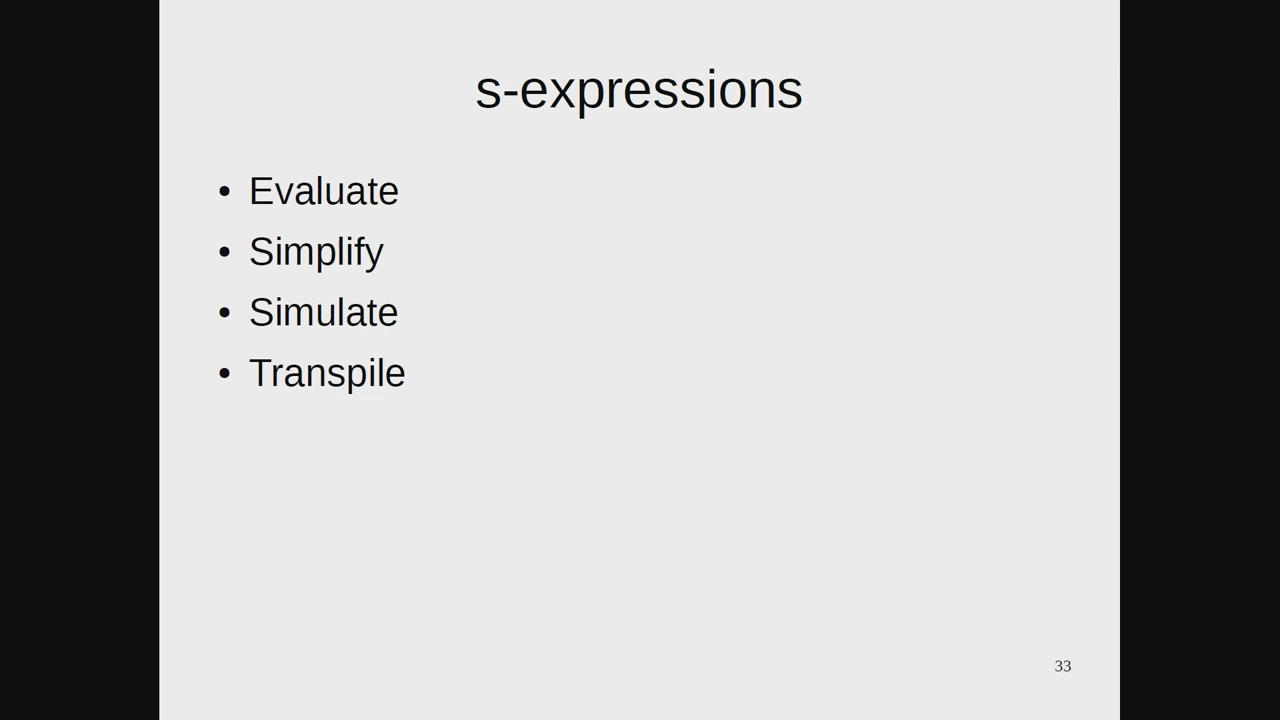 s-expressions
• Evaluate
• Simplify
• Simulate
• Transpile
33